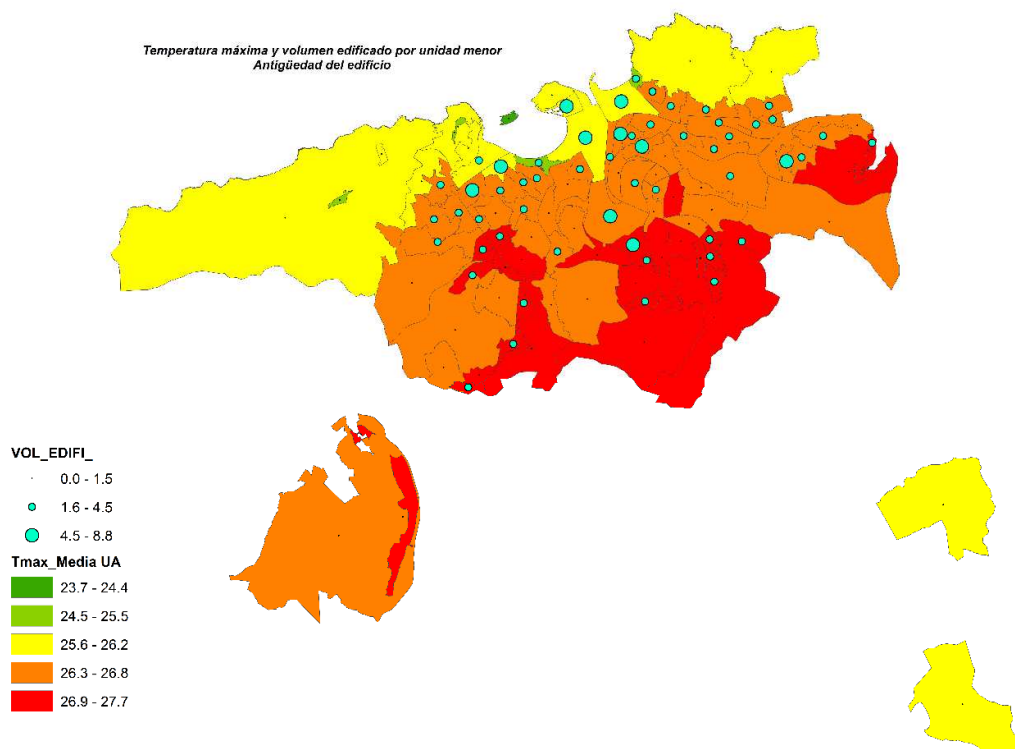 Temperatura máxima y volumen edificado por unidad menor
Antigüedad del edificio
VOL_EDIFI_
0.0 - 1.5
1.6 - 4.5
4.5 - 8.8
Tmax_Media UA
23.7 - 24.4
24.5 - 25.5
25.6 - 26.2
26.3 - 26.8
26.9 - 27.7